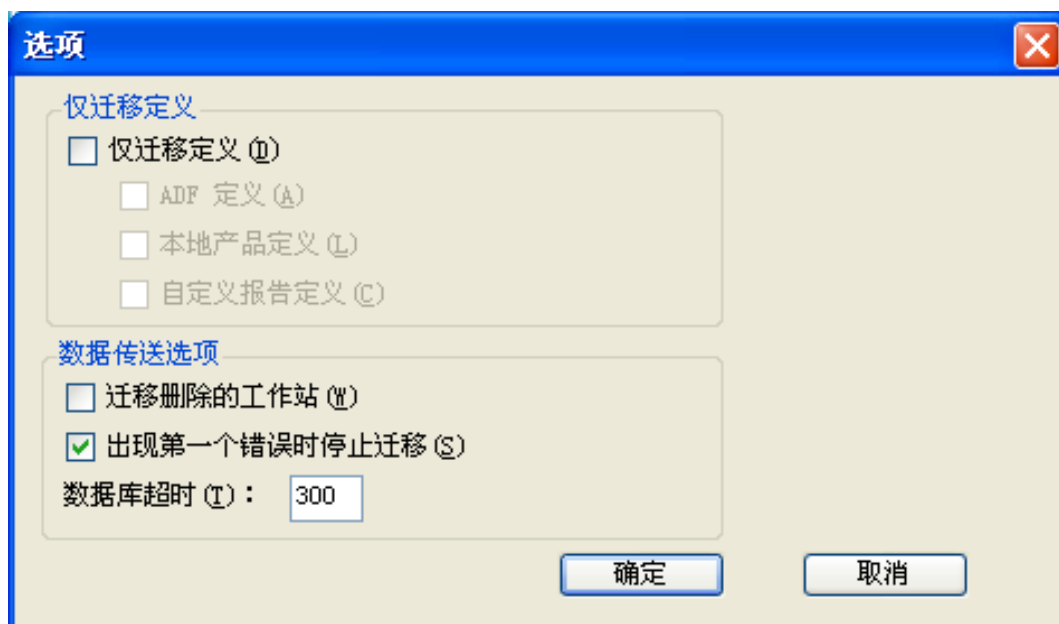 选项
仅迁移定义
仅迁移定义(D)
ADF 定义(A)
本地产品定义(L)
自定义报告定义(C)
数据传送选项
迁移删除的工作站(W)
出现第一个错误时停止迁移(S)
数据库超时(T)： 300
确定 取消